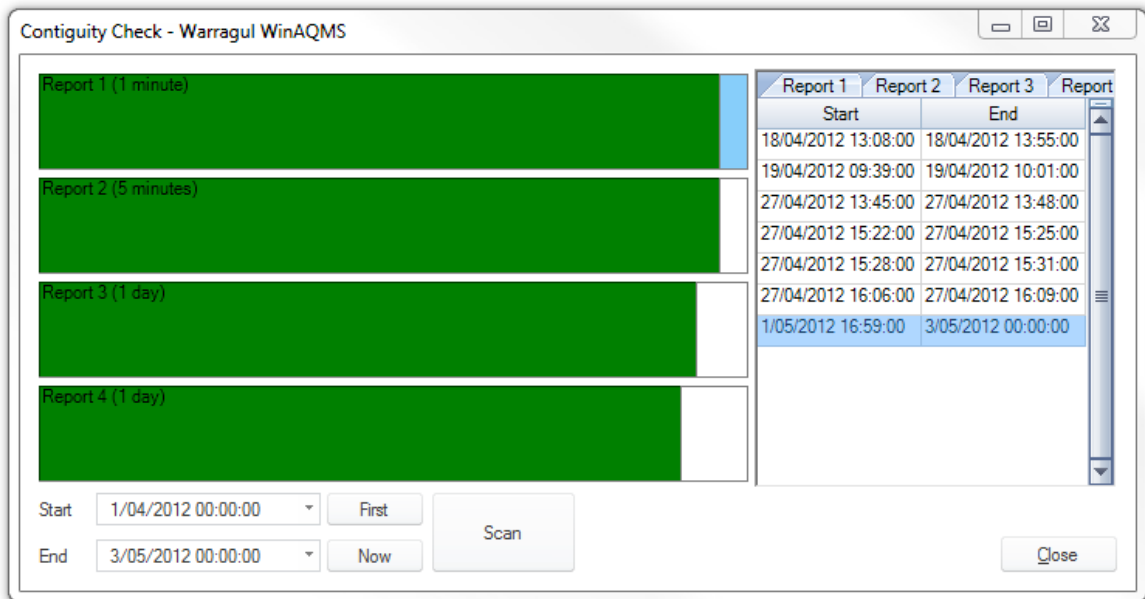 Contiguity Check - Warragul WinAQMS
Report 1 (1 minute)
Report 2 (5 minutes)
Report 3 (1 day)
Report 4 (1 day)
Report 1 Report 2 Report 3 Report
Start End
18/04/2012 13:08:00 18/04/2012 13:55:00
19/04/2012 09:39:00 19/04/2012 10:01:00
27/04/2012 13:45:00 27/04/2012 13:48:00
27/04/2012 15:22:00 27/04/2012 15:25:00
27/04/2012 15:28:00 27/04/2012 15:31:00
27/04/2012 16:06:00 27/04/2012 16:09:00
1/05/2012 16:59:00 3/05/2012 00:00:00
Start 1/04/2012 00:00:00 First
Scan
End 3/05/2012 00:00:00 Now
Close